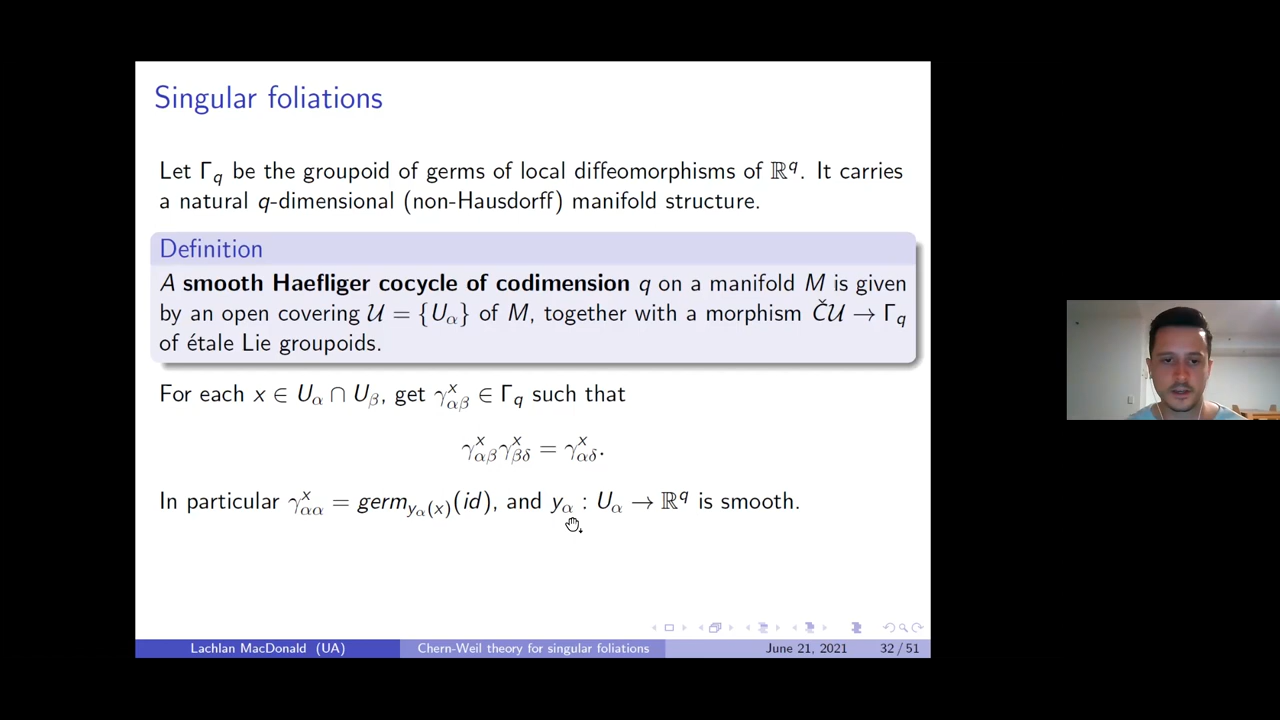 Singular foliations
Let Γ_q be the groupoid of germs of local diffeomorphisms of ℝ^q. It carries
a natural q-dimensional (non-Hausdorff) manifold structure.
Definition
A smooth Haefliger cocycle of codimension q on a manifold M is given
by an open covering 𝒰 = {U_α} of M, together with a morphism Č𝒰 → Γ_q
of étale Lie groupoids.
For each x ∈ U_α ∩ U_β, get γ^x_{αβ} ∈ Γ_q such that
γ^x_{αβ}γ^x_{βδ} = γ^x_{αδ}.
In particular γ^x_{αα} = germ_{y_α(x)}(id), and y_α : U_α → ℝ^q is smooth.
Lachlan MacDonald (UA) Chern-Weil theory for singular foliations June 21, 2021 32 / 51